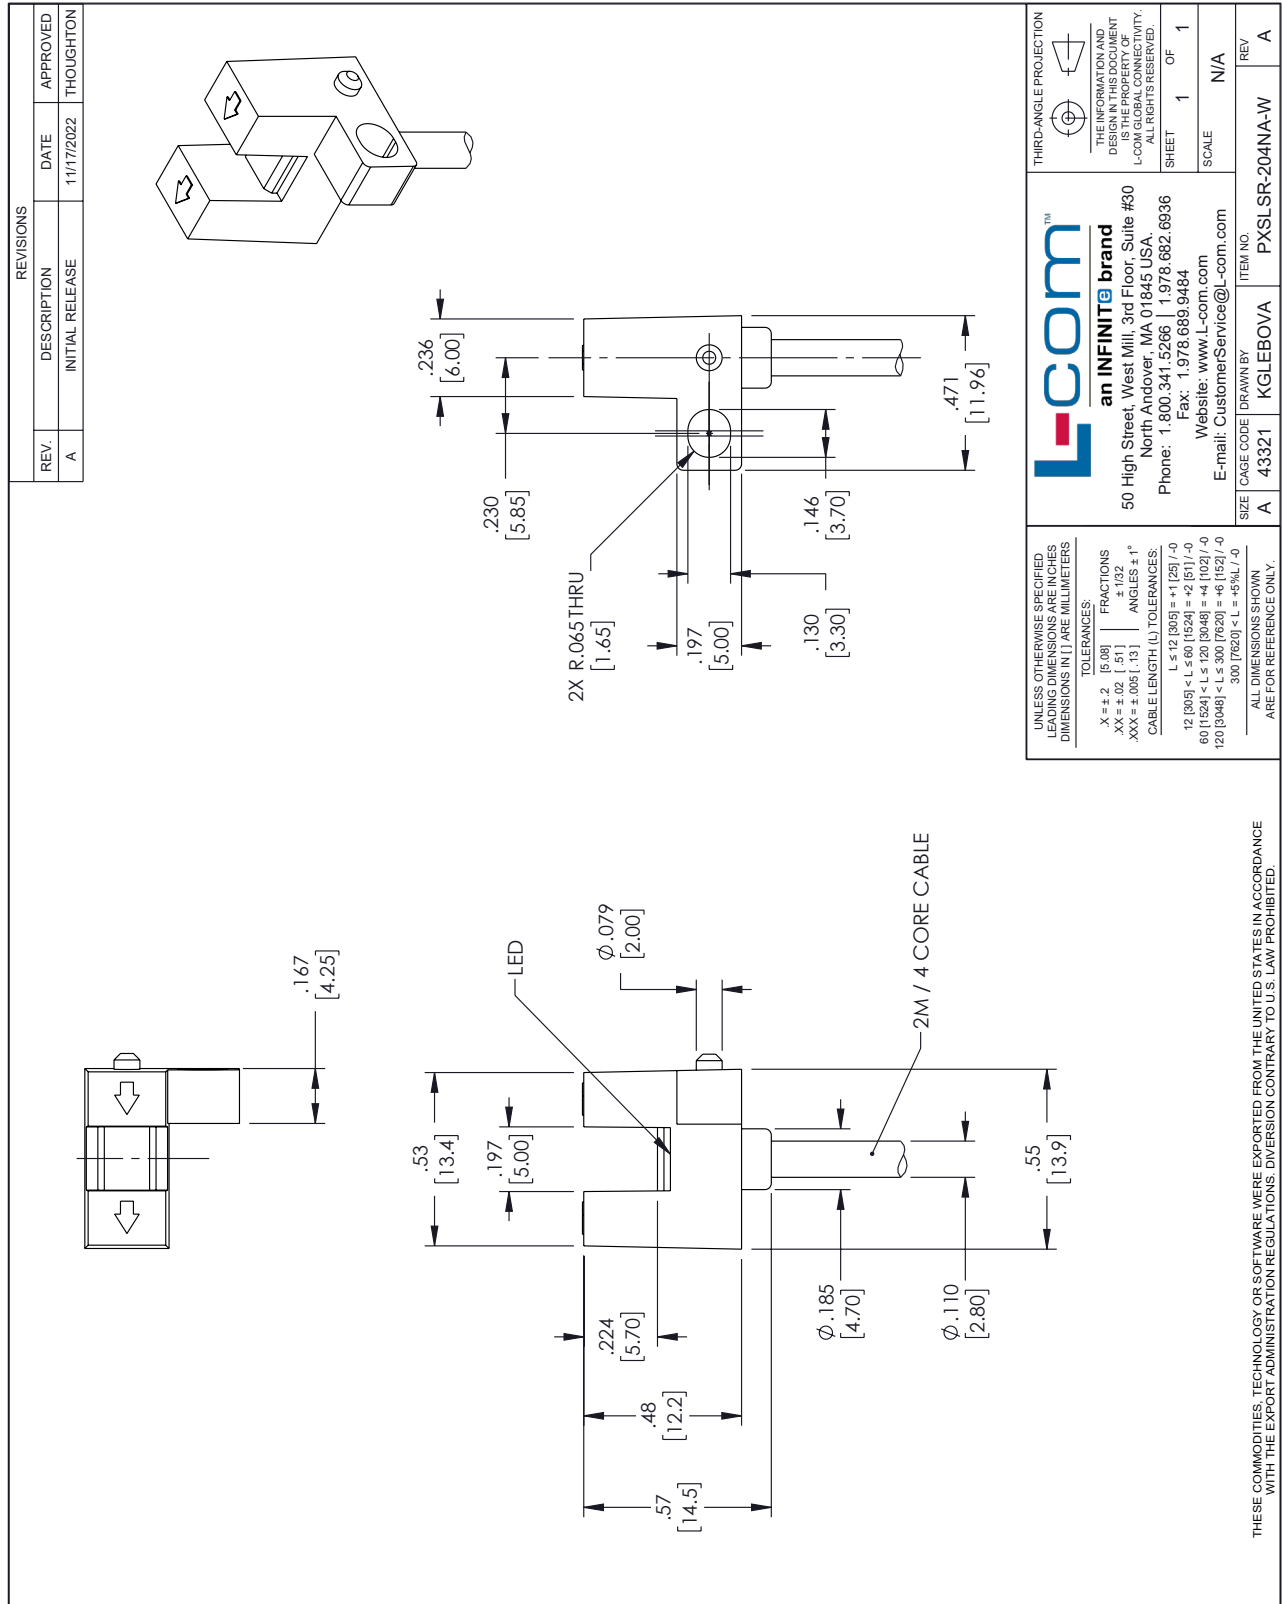 REVISIONS
REV. DESCRIPTION DATE APPROVED
A INITIAL RELEASE 11/17/2022 THOUGHTON
.167
[4.25]
.53
[13.4]
.197
[5.00]
LED
Ø.079
[2.00]
.224
[5.70]
.48
[12.2]
.57
[14.5]
Ø.185
[4.70]
Ø.110
[2.80]
2M / 4 CORE CABLE
.55
[13.9]
.236
[6.00]
.230
[5.85]
2X R.065 THRU
[1.65]
.197
[5.00]
.130
[3.30]
.146
[3.70]
.471
[11.96]
THESE COMMODITIES, TECHNOLOGY OR SOFTWARE WERE EXPORTED FROM THE UNITED STATES IN ACCORDANCE
WITH THE EXPORT ADMINISTRATION REGULATIONS. DIVERSION CONTRARY TO U.S. LAW PROHIBITED.
UNLESS OTHERWISE SPECIFIED
LEADING DIMENSIONS ARE INCHES
DIMENSIONS IN [ ] ARE MILLIMETERS
TOLERANCES:
.X = ± .2 [5.08] FRACTIONS
.XX = ± .02 [ .51 ] ± 1/32
.XXX = ± .005 [ .13 ] ANGLES ± 1°
CABLE LENGTH (L) TOLERANCES:
L ≤ 12 [305] = +1 [25] / -0
12 [305] < L ≤ 60 [1524] = +2 [51] / -0
60 [1524] < L ≤ 120 [3048] = +4 [102] / -0
120 [3048] < L ≤ 300 [7620] = +6 [152] / -0
300 [7620] < L = +5%L / -0
ALL DIMENSIONS SHOWN
ARE FOR REFERENCE ONLY.
L-com™
an INFINITe brand
50 High Street, West Mill, 3rd Floor, Suite #30
North Andover, MA 01845 USA.
Phone: 1.800.341.5266 | 1.978.682.6936
Fax: 1.978.689.9484
Website: www.L-com.com
E-mail: CustomerService@L-com.com
THIRD-ANGLE PROJECTION
THE INFORMATION AND
DESIGN IN THIS DOCUMENT
IS THE PROPERTY OF
L-COM GLOBAL CONNECTIVITY.
ALL RIGHTS RESERVED.
SHEET 1 OF 1
SCALE N/A
SIZE A
CAGE CODE 43321
DRAWN BY KGLEBOVA
ITEM NO. PXSLSR-204NA-W
REV A